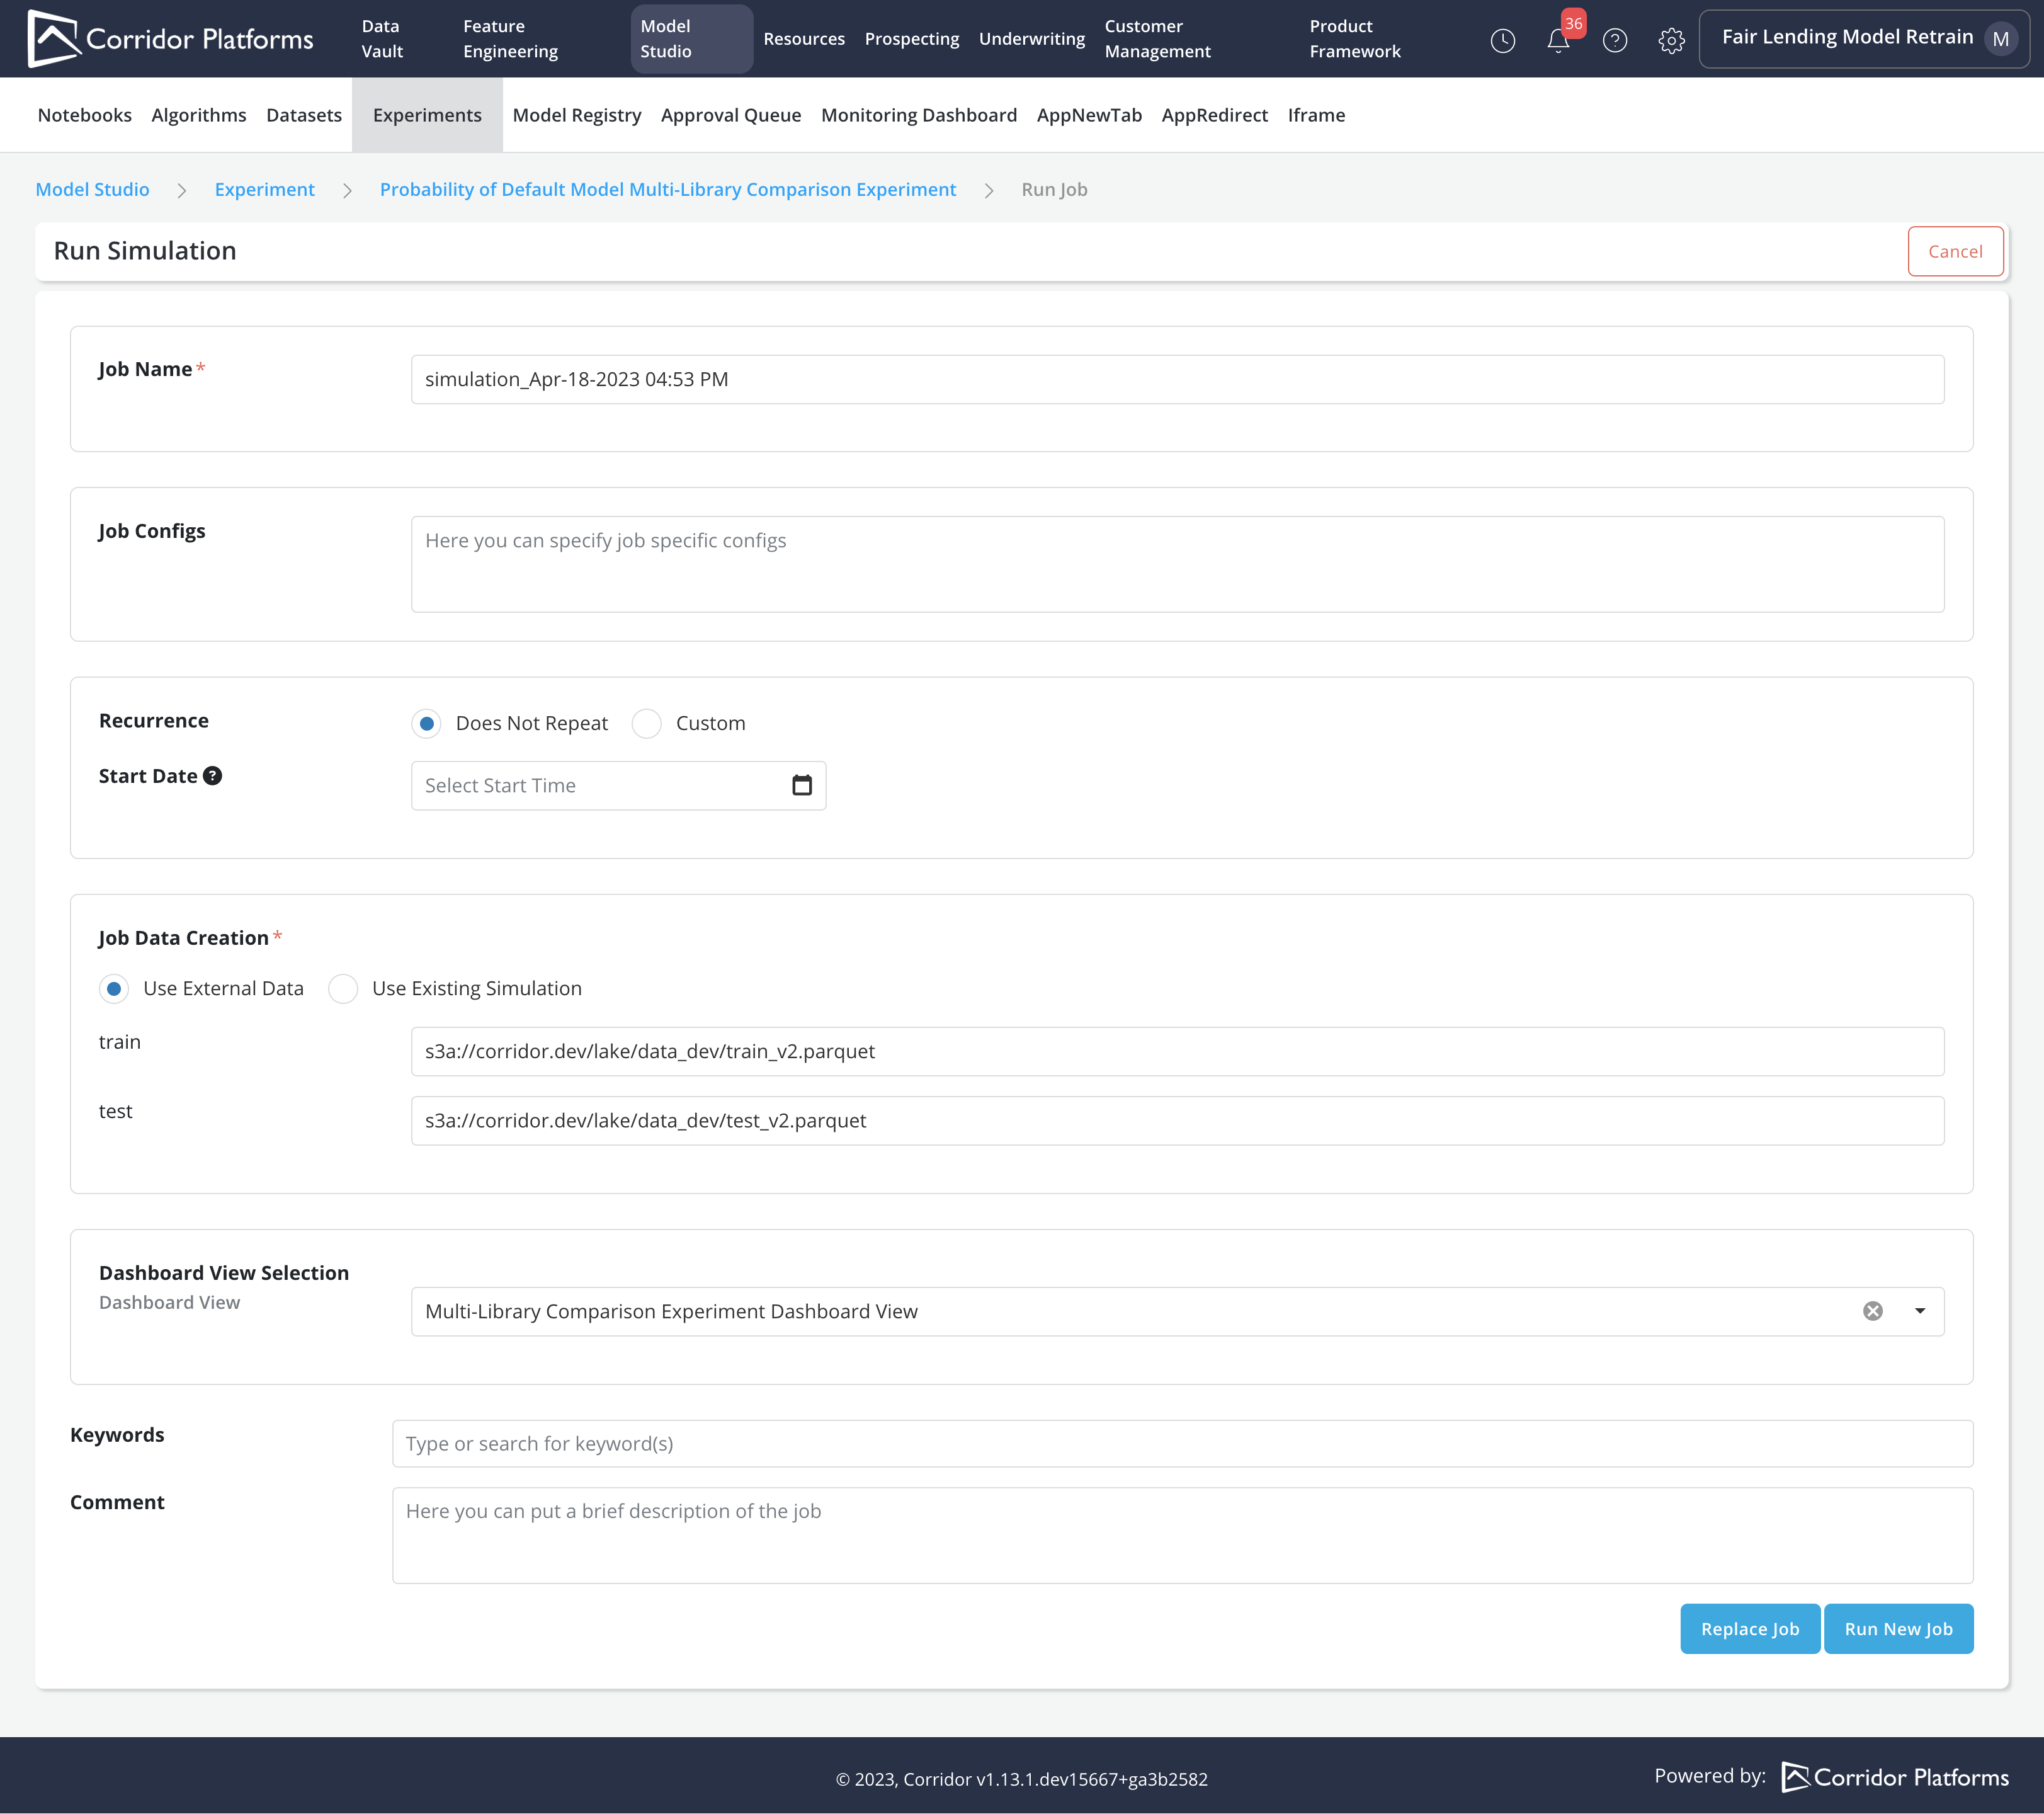 Corridor Platforms
Data Vault
Feature Engineering
Model Studio
Resources
Prospecting
Underwriting
Customer Management
Product Framework
36
Fair Lending Model Retrain M
Notebooks Algorithms Datasets Experiments Model Registry Approval Queue Monitoring Dashboard AppNewTab AppRedirect Iframe
Model Studio > Experiment > Probability of Default Model Multi-Library Comparison Experiment > Run Job
Run Simulation
Cancel
Job Name *
simulation_Apr-18-2023 04:53 PM
Job Configs
Here you can specify job specific configs
Recurrence
Does Not Repeat Custom
Start Date ?
Select Start Time
Job Data Creation *
Use External Data Use Existing Simulation
train
s3a://corridor.dev/lake/data_dev/train_v2.parquet
test
s3a://corridor.dev/lake/data_dev/test_v2.parquet
Dashboard View Selection
Dashboard View
Multi-Library Comparison Experiment Dashboard View
Keywords
Type or search for keyword(s)
Comment
Here you can put a brief description of the job
Replace Job Run New Job
© 2023, Corridor v1.13.1.dev15667+ga3b2582
Powered by: Corridor Platforms